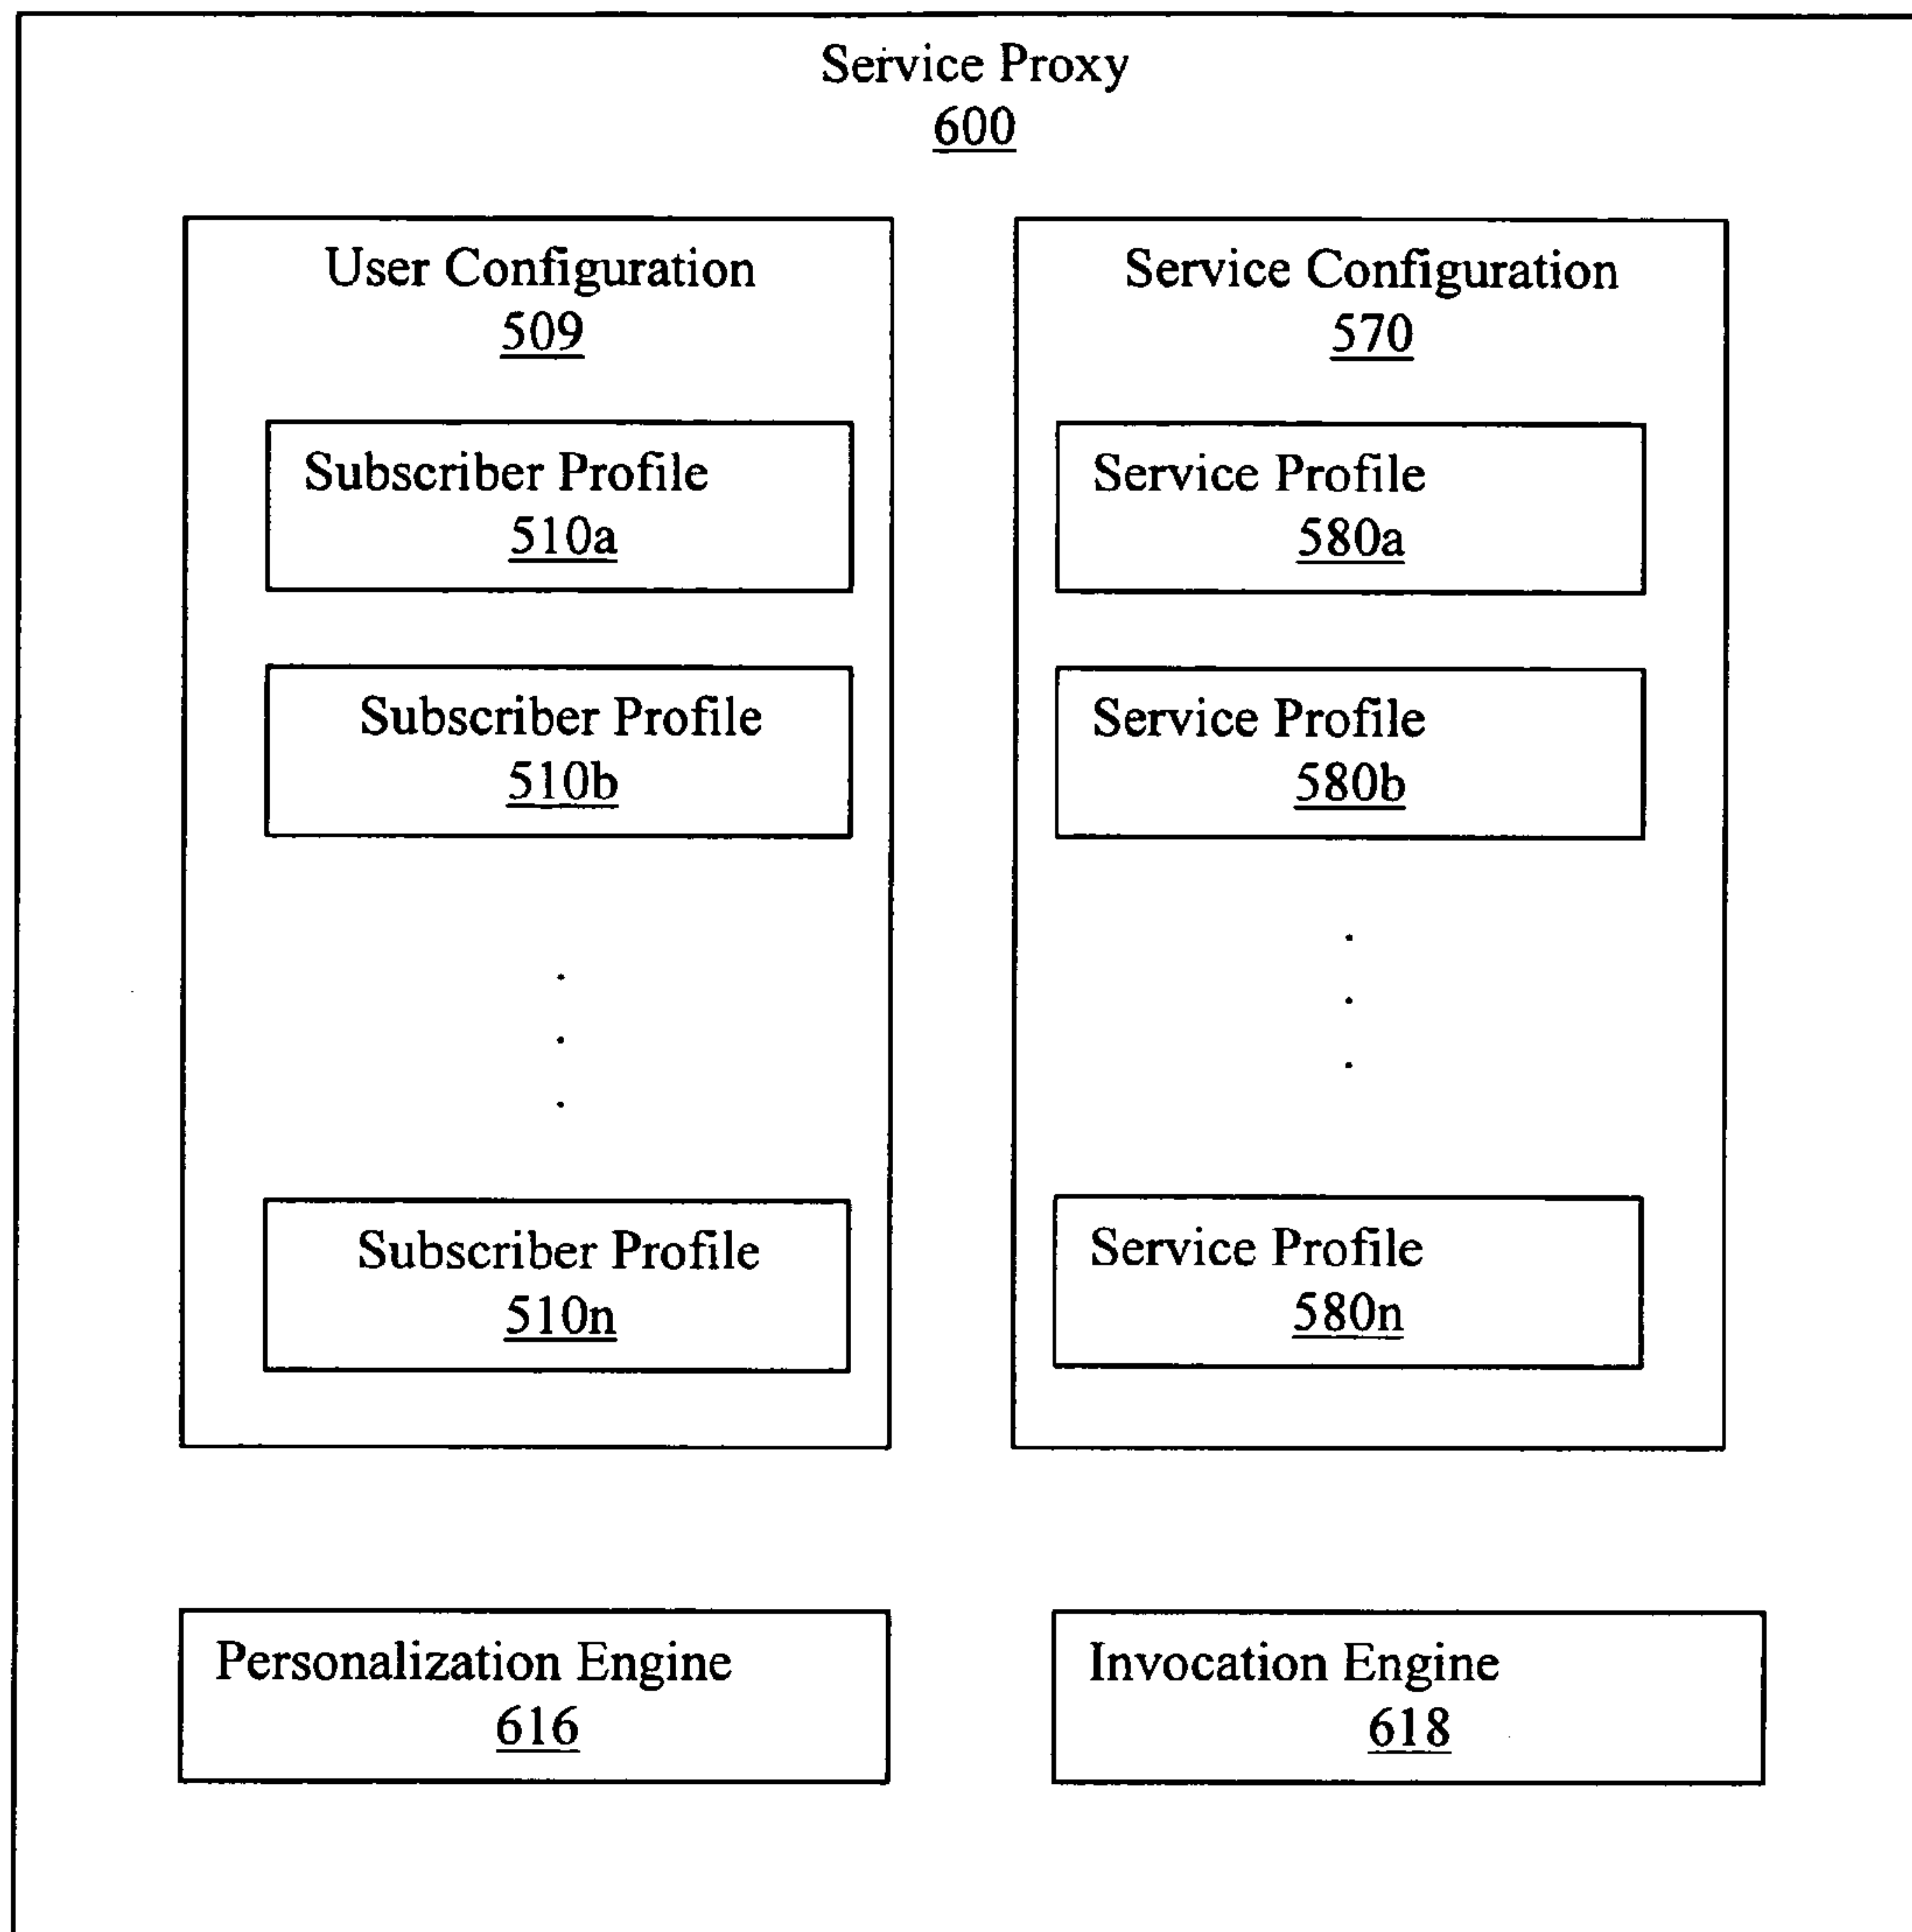 Service Proxy
600
User Configuration
509
Subscriber Profile
510a
Subscriber Profile
510b
Subscriber Profile
510n
Service Configuration
570
Service Profile
580a
Service Profile
580b
Service Profile
580n
Personalization Engine
616
Invocation Engine
618